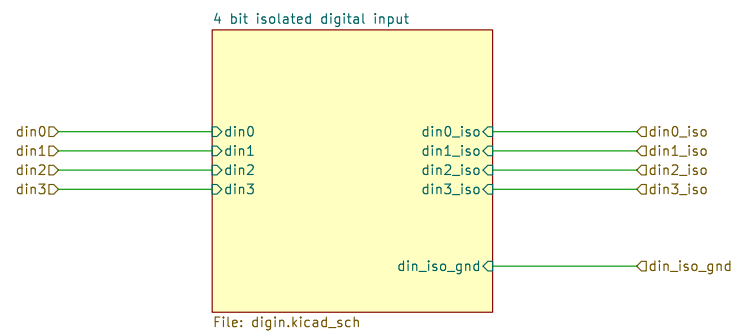 4 bit isolated digital input
din0 din0 din0_iso din0_iso
din1 din1 din1_iso din1_iso
din2 din2 din2_iso din2_iso
din3 din3 din3_iso din3_iso
din_iso_gnd din_iso_gnd
File: digin.kicad_sch